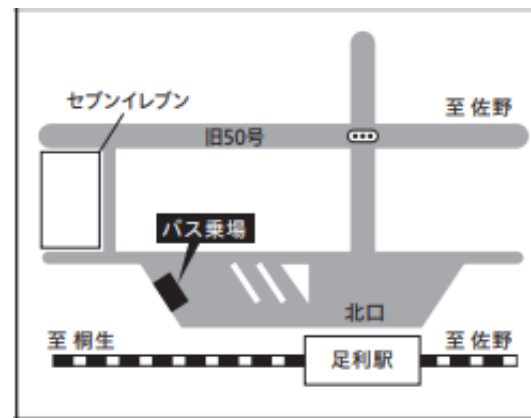 セブンイレブン
至 佐野
旧50号
バス乗場
北口
至 桐生
足利駅
至 佐野